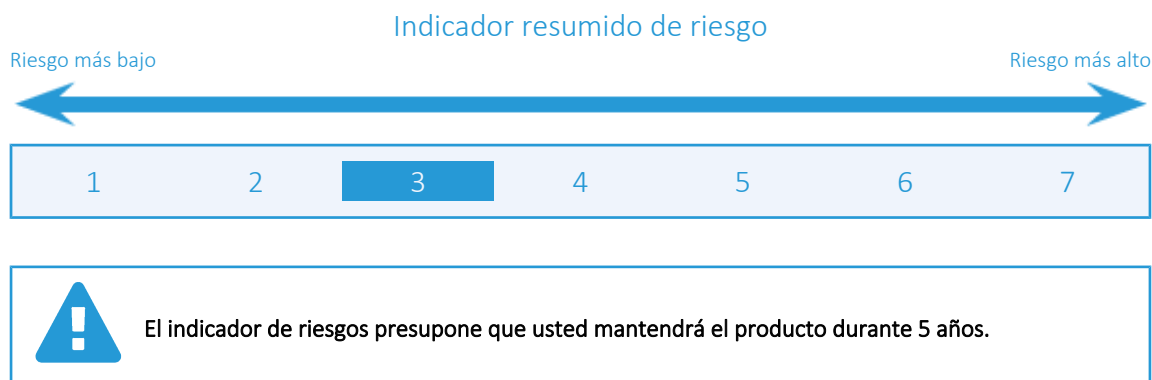 Indicador resumido de riesgo
Riesgo más bajo Riesgo más alto
1 2 3 4 5 6 7
El indicador de riesgos presupone que usted mantendrá el producto durante 5 años.